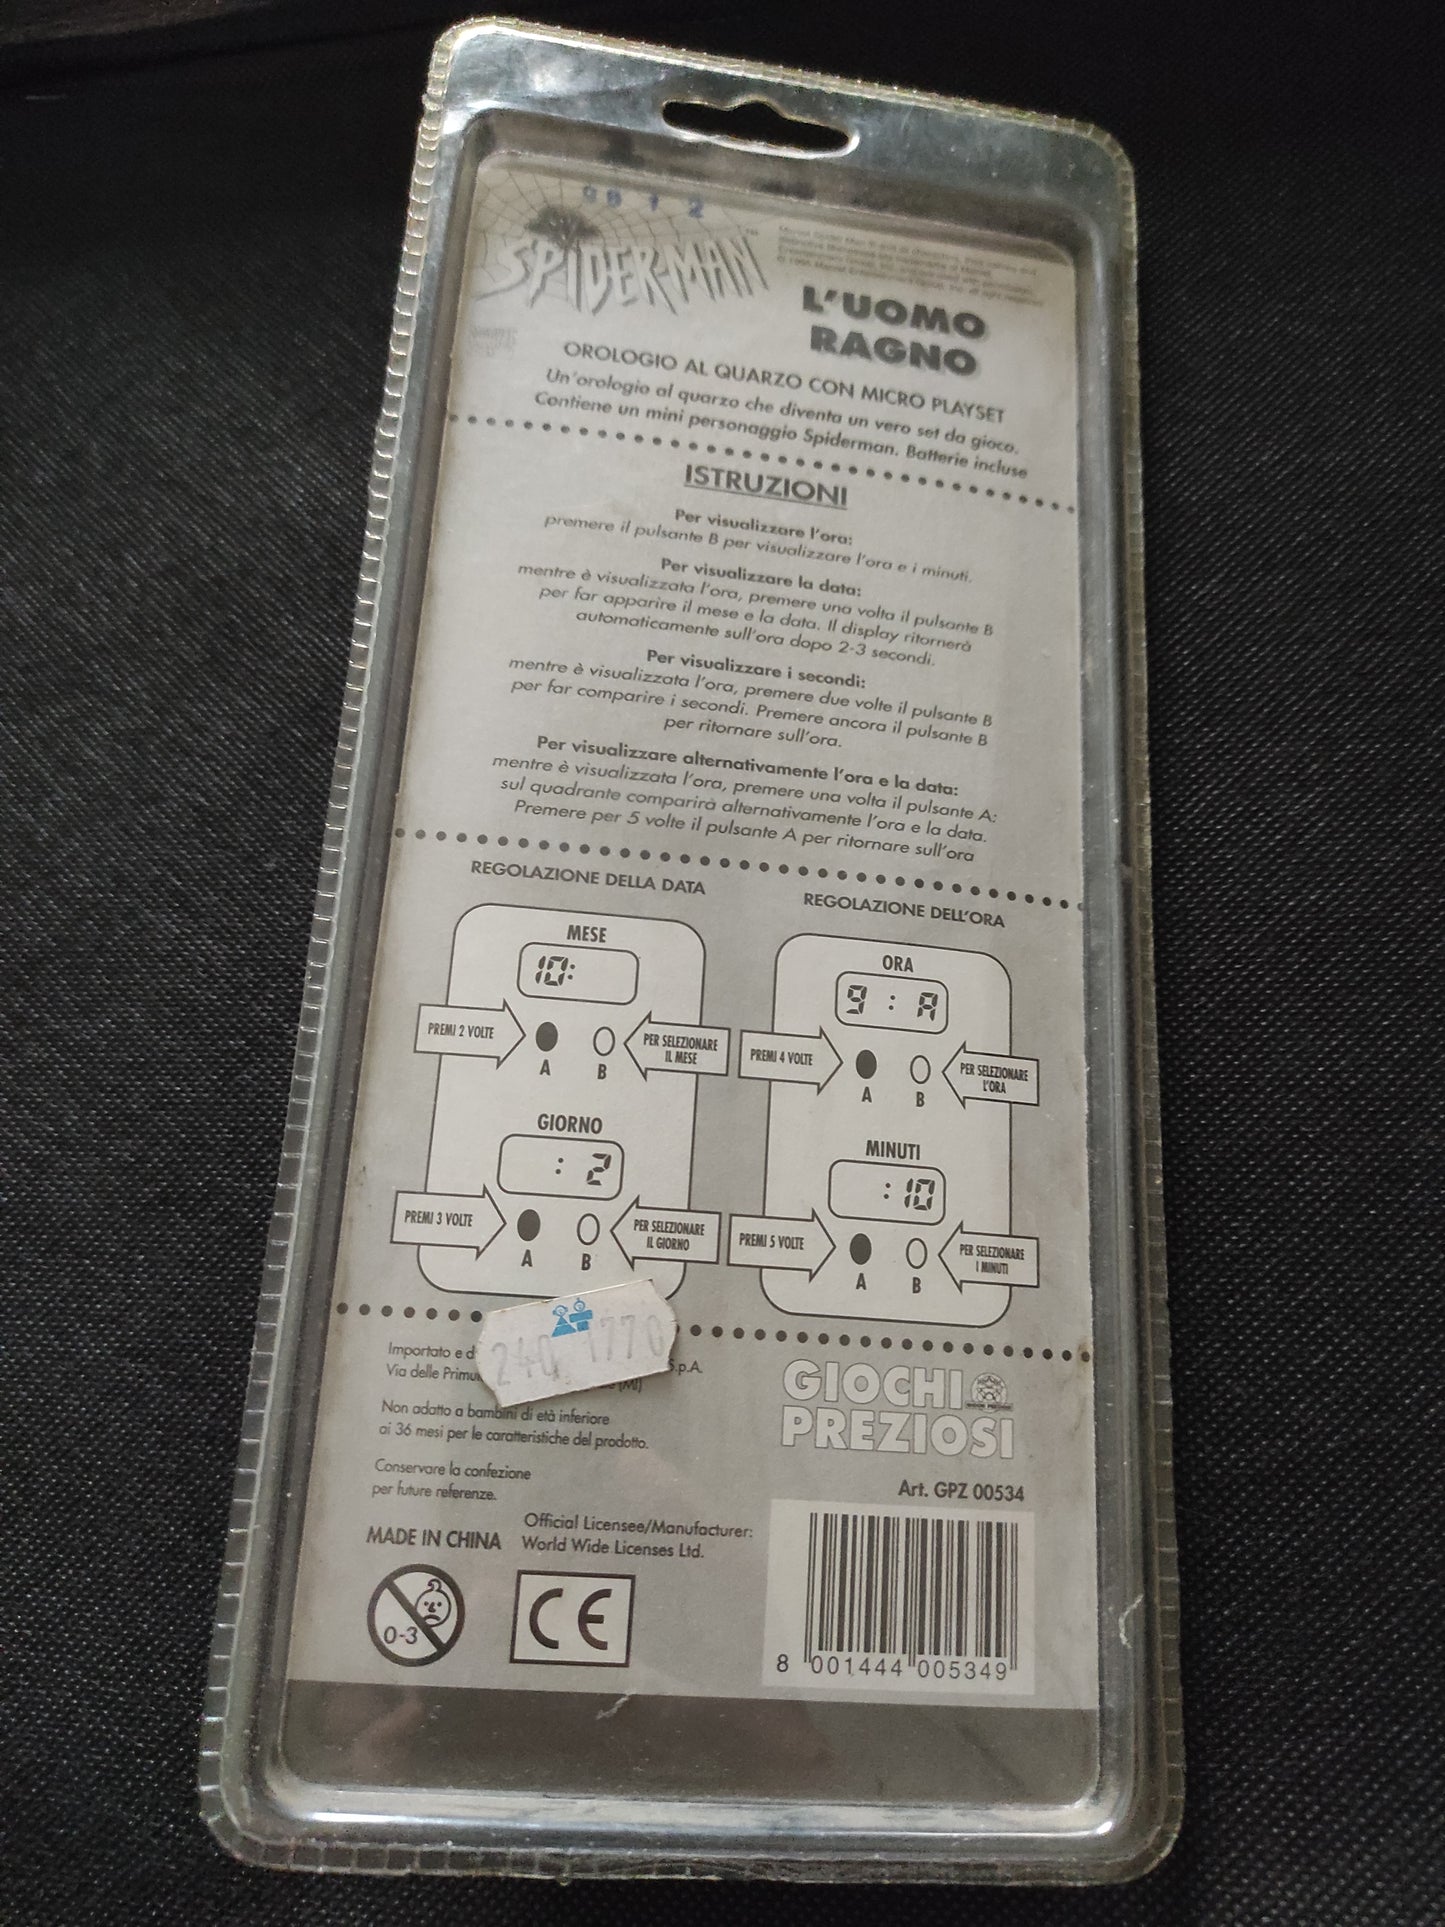 SPIDER-MAN™
L'UOMO
RAGNO
OROLOGIO AL QUARZO CON MICRO PLAYSET
Un'orologio al quarzo che diventa un vero set da gioco.
Contiene un mini personaggio Spiderman. Batterie incluse
ISTRUZIONI
Per visualizzare l'ora:
premere il pulsante B per visualizzare l'ora e i minuti.
Per visualizzare la data:
mentre è visualizzata l'ora, premere una volta il pulsante B
per far apparire il mese e la data. Il display ritornerà
automaticamente sull'ora dopo 2-3 secondi.
Per visualizzare i secondi:
mentre è visualizzata l'ora, premere due volte il pulsante B
per far comparire i secondi. Premere ancora il pulsante B
per ritornare sull'ora.
Per visualizzare alternativamente l'ora e la data:
mentre è visualizzata l'ora, premere una volta il pulsante A:
sul quadrante comparirà alternativamente l'ora e la data.
Premere per 5 volte il pulsante A per ritornare sull'ora
REGOLAZIONE DELLA DATA
MESE
10:
PREMI 2 VOLTE
A
B
PER SELEZIONARE
IL MESE
GIORNO
: 2
PREMI 3 VOLTE
A
B
PER SELEZIONARE
IL GIORNO
REGOLAZIONE DELL'ORA
ORA
9 : A
PREMI 4 VOLTE
A
B
PER SELEZIONARE
L'ORA
MINUTI
: 10
PREMI 5 VOLTE
A
B
PER SELEZIONARE
I MINUTI
240 1770
Importato e d S.p.A.
Via delle Primu (MI)
Non adatto a bambini di età inferiore
ai 36 mesi per le caratteristiche del prodotto.
Conservare la confezione
per future referenze.
MADE IN CHINA
Official Licensee/Manufacturer:
World Wide Licenses Ltd.
0-3
CE
GIOCHI
PREZIOSI
Art. GPZ 00534
8 001444 005349